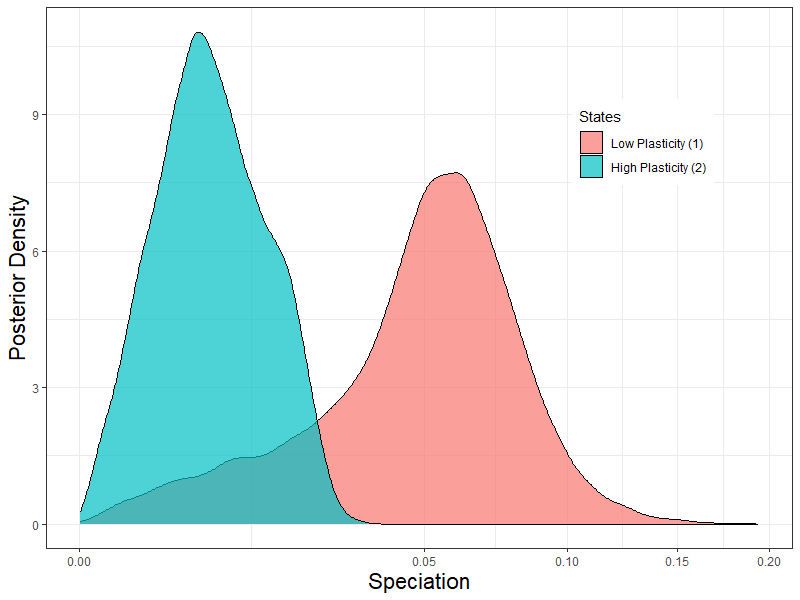 States
Low Plasticity (1)
High Plasticity (2)
Posterior Density
9
6
3
0
0.00 0.05 0.10 0.15 0.20
Speciation